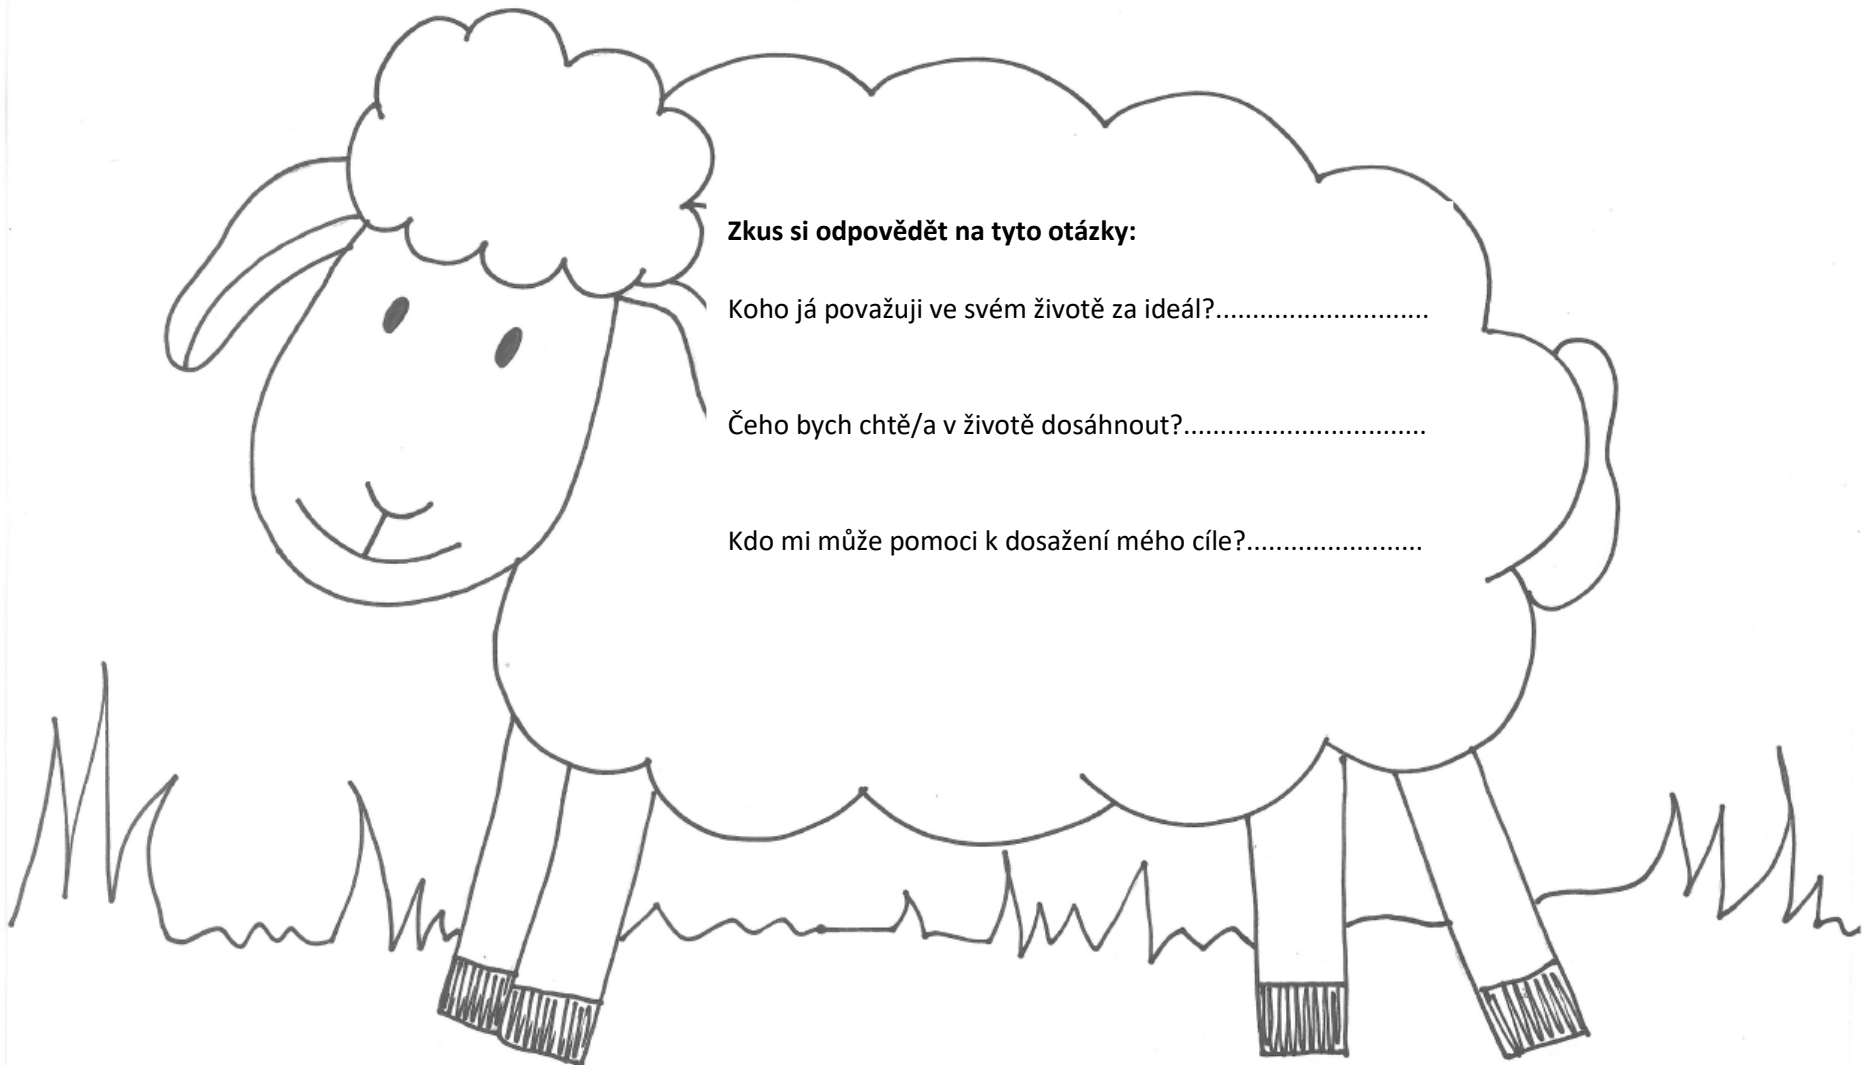 Zkus si odpovědět na tyto otázky:
Koho já považuji ve svém životě za ideál?.............................
Čeho bych chtě/a v životě dosáhnout?.................................
Kdo mi může pomoci k dosažení mého cíle?........................